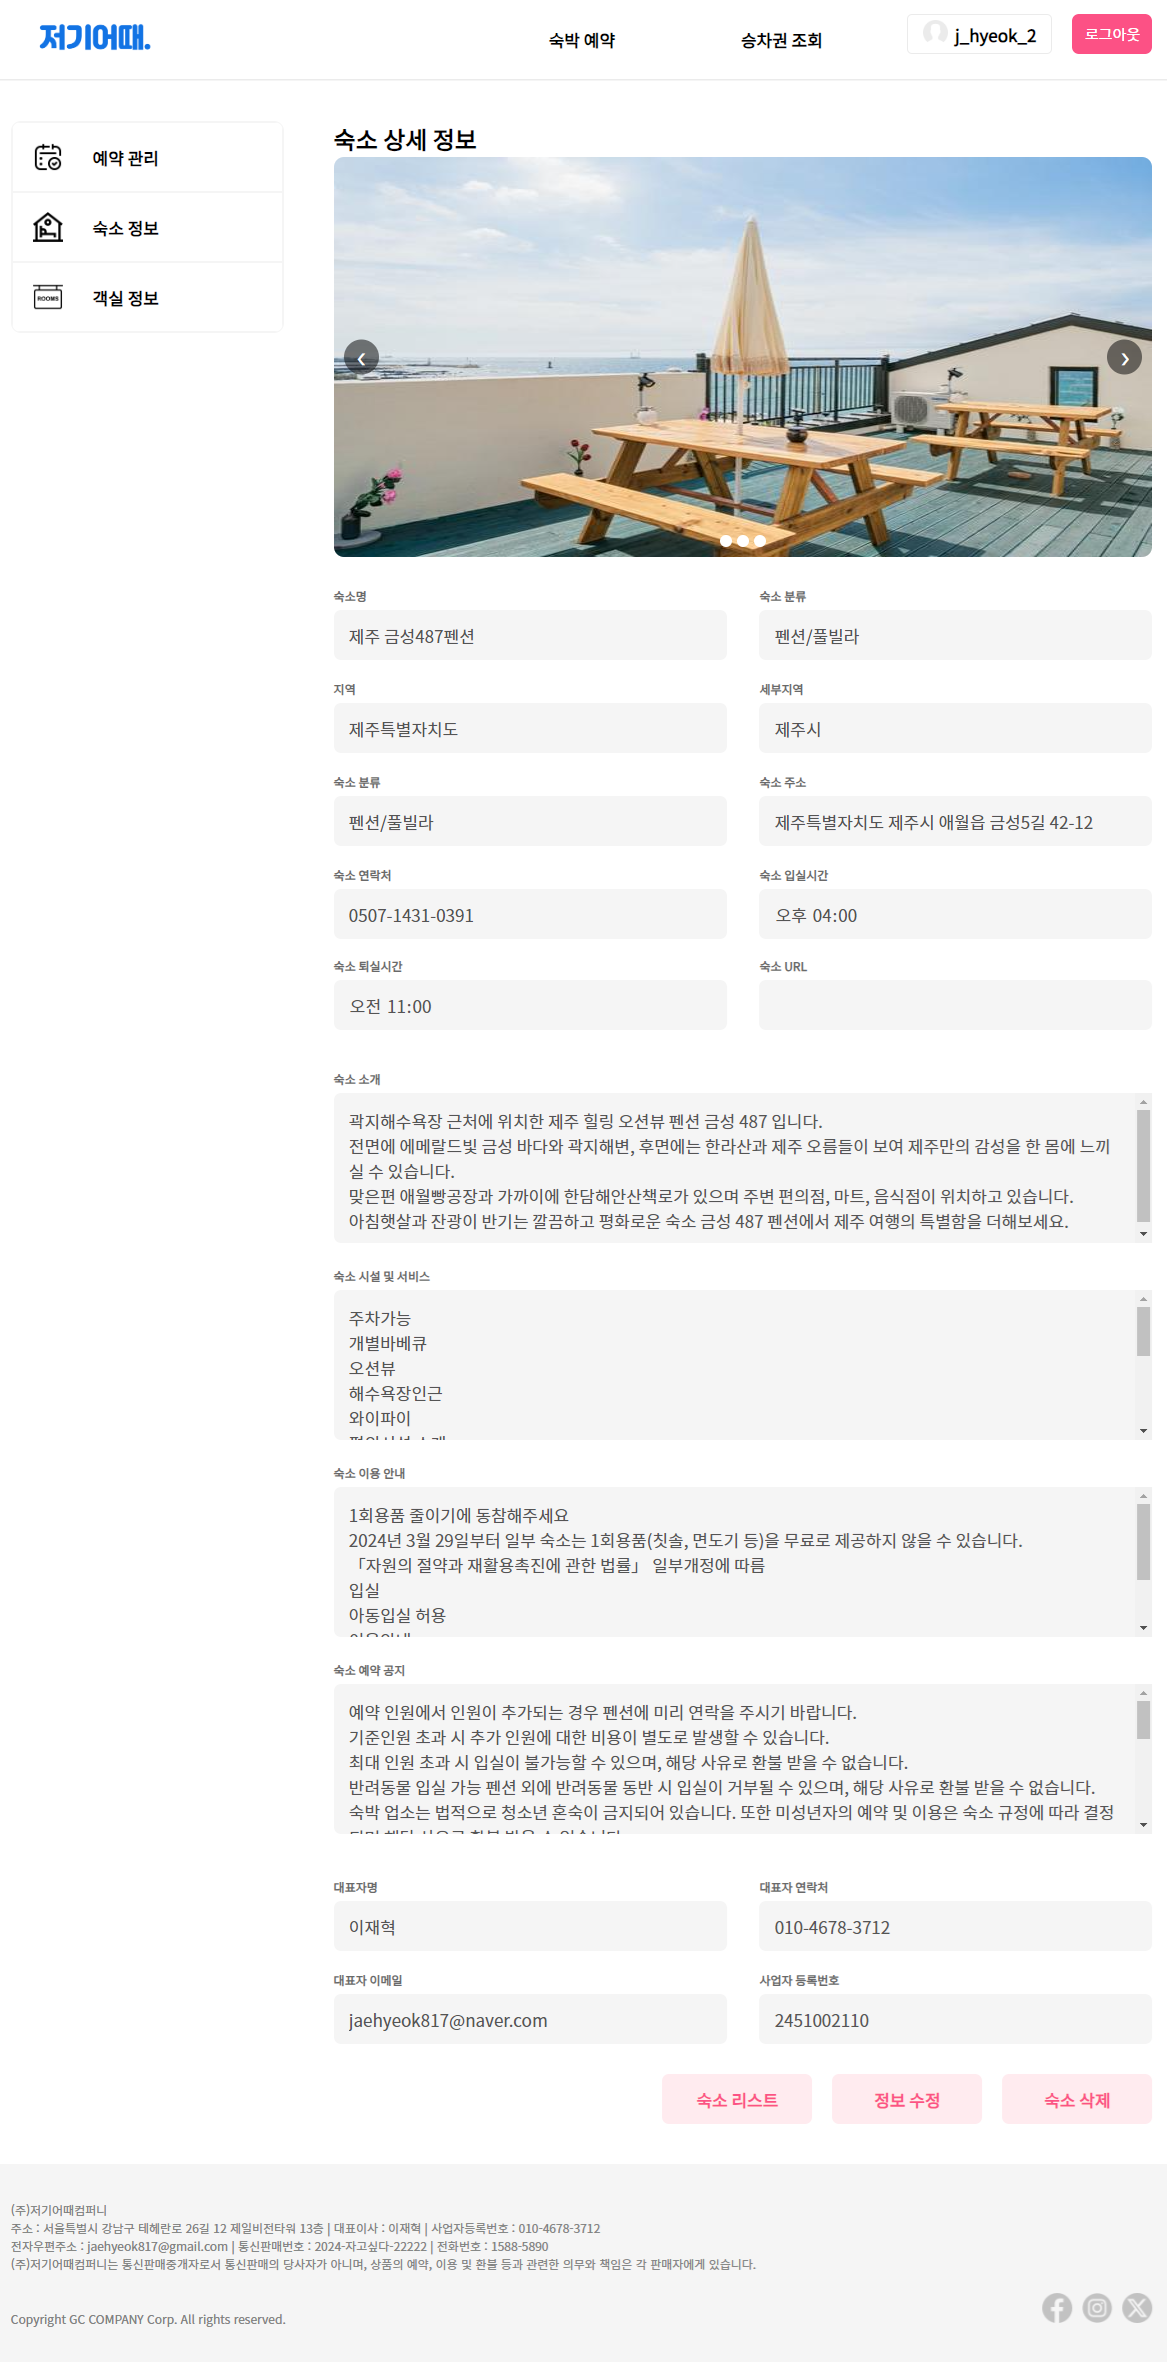 저기어때.
숙박 예약
승차권 조회
j_hyeok_2
로그아웃
예약 관리
숙소 정보
ROOMS
객실 정보
숙소 상세 정보
숙소명
숙소 분류
제주 금성487펜션
펜션/풀빌라
지역
세부지역
제주특별자치도
제주시
숙소 분류
숙소 주소
펜션/풀빌라
제주특별자치도 제주시 애월읍 금성5길 42-12
숙소 연락처
숙소 입실시간
0507-1431-0391
오후 04:00
숙소 퇴실시간
숙소 URL
오전 11:00
숙소 소개
곽지해수욕장 근처에 위치한 제주 힐링 오션뷰 펜션 금성 487 입니다.
전면에 에메랄드빛 금성 바다와 곽지해변, 후면에는 한라산과 제주 오름들이 보여 제주만의 감성을 한 몸에 느끼
실 수 있습니다.
맞은편 애월빵공장과 가까이에 한담해안산책로가 있으며 주변 편의점, 마트, 음식점이 위치하고 있습니다.
아침햇살과 잔광이 반기는 깔끔하고 평화로운 숙소 금성 487 펜션에서 제주 여행의 특별함을 더해보세요.
숙소 시설 및 서비스
주차가능
개별바베큐
오션뷰
해수욕장인근
와이파이
숙소 이용 안내
1회용품 줄이기에 동참해주세요
2024년 3월 29일부터 일부 숙소는 1회용품(칫솔, 면도기 등)을 무료로 제공하지 않을 수 있습니다.
「자원의 절약과 재활용촉진에 관한 법률」 일부개정에 따름
입실
아동입실 허용
숙소 예약 공지
예약 인원에서 인원이 추가되는 경우 펜션에 미리 연락을 주시기 바랍니다.
기준인원 초과 시 추가 인원에 대한 비용이 별도로 발생할 수 있습니다.
최대 인원 초과 시 입실이 불가능할 수 있으며, 해당 사유로 환불 받을 수 없습니다.
반려동물 입실 가능 펜션 외에 반려동물 동반 시 입실이 거부될 수 있으며, 해당 사유로 환불 받을 수 없습니다.
숙박 업소는 법적으로 청소년 혼숙이 금지되어 있습니다. 또한 미성년자의 예약 및 이용은 숙소 규정에 따라 결정
대표자명
대표자 연락처
이재혁
010-4678-3712
대표자 이메일
사업자 등록번호
jaehyeok817@naver.com
2451002110
숙소 리스트
정보 수정
숙소 삭제
(주)저기어때컴퍼니
주소 : 서울특별시 강남구 테헤란로 26길 12 제일비전타워 13층 | 대표이사 : 이재혁 | 사업자등록번호 : 010-4678-3712
전자우편주소 : jaehyeok817@gmail.com | 통신판매번호 : 2024-자고싶다-22222 | 전화번호 : 1588-5890
(주)저기어때컴퍼니는 통신판매중개자로서 통신판매의 당사자가 아니며, 상품의 예약, 이용 및 환불 등과 관련한 의무와 책임은 각 판매자에게 있습니다.
Copyright GC COMPANY Corp. All rights reserved.